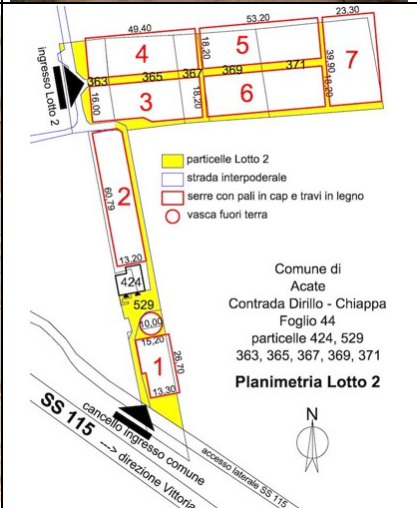 49,40
53,20
23,30
ingresso Lotto 2
4
5
7
18,20
363
365
367
369
371
39,90
16,00
3
18,20
6
18,20
2
60,79
13,20
424
529
10,00
15,20
1
26,70
13,30
particelle Lotto 2
strada interpoderale
serre con pali in cap e travi in legno
vasca fuori terra
Comune di
Acate
Contrada Dirillo - Chiappa
Foglio 44
particelle 424, 529
363, 365, 367, 369, 371
Planimetria Lotto 2
N
SS 115
---> direzione Vittoria
cancello ingresso comune
accesso laterale SS 115